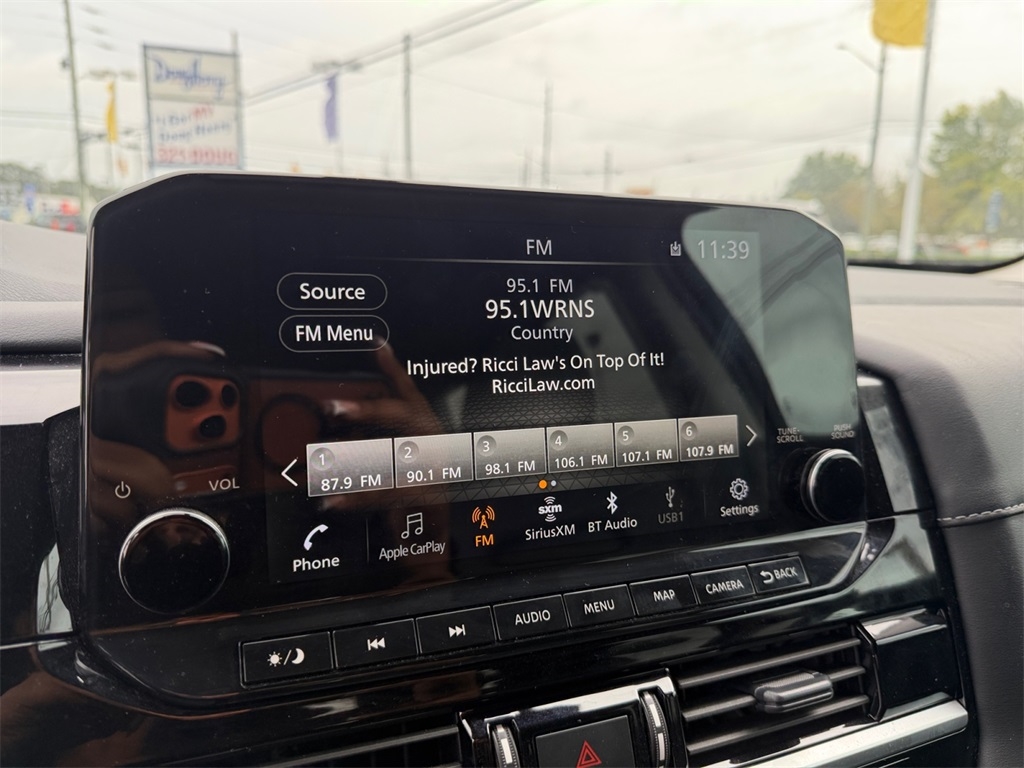 FM
11:39
Source
95.1 FM
95.1WRNS
FM Menu
Country
Injured? Ricci Law's On Top Of It!
RicciLaw.com
TUNE-
SCROLL
PUSH
SOUND
1
87.9 FM
2
90.1 FM
3
98.1 FM
4
106.1 FM
5
107.1 FM
6
107.9 FM
VOL
Phone
Apple CarPlay
FM
sxm
SiriusXM
BT Audio
USB1
Settings
AUDIO
MENU
MAP
CAMERA
BACK